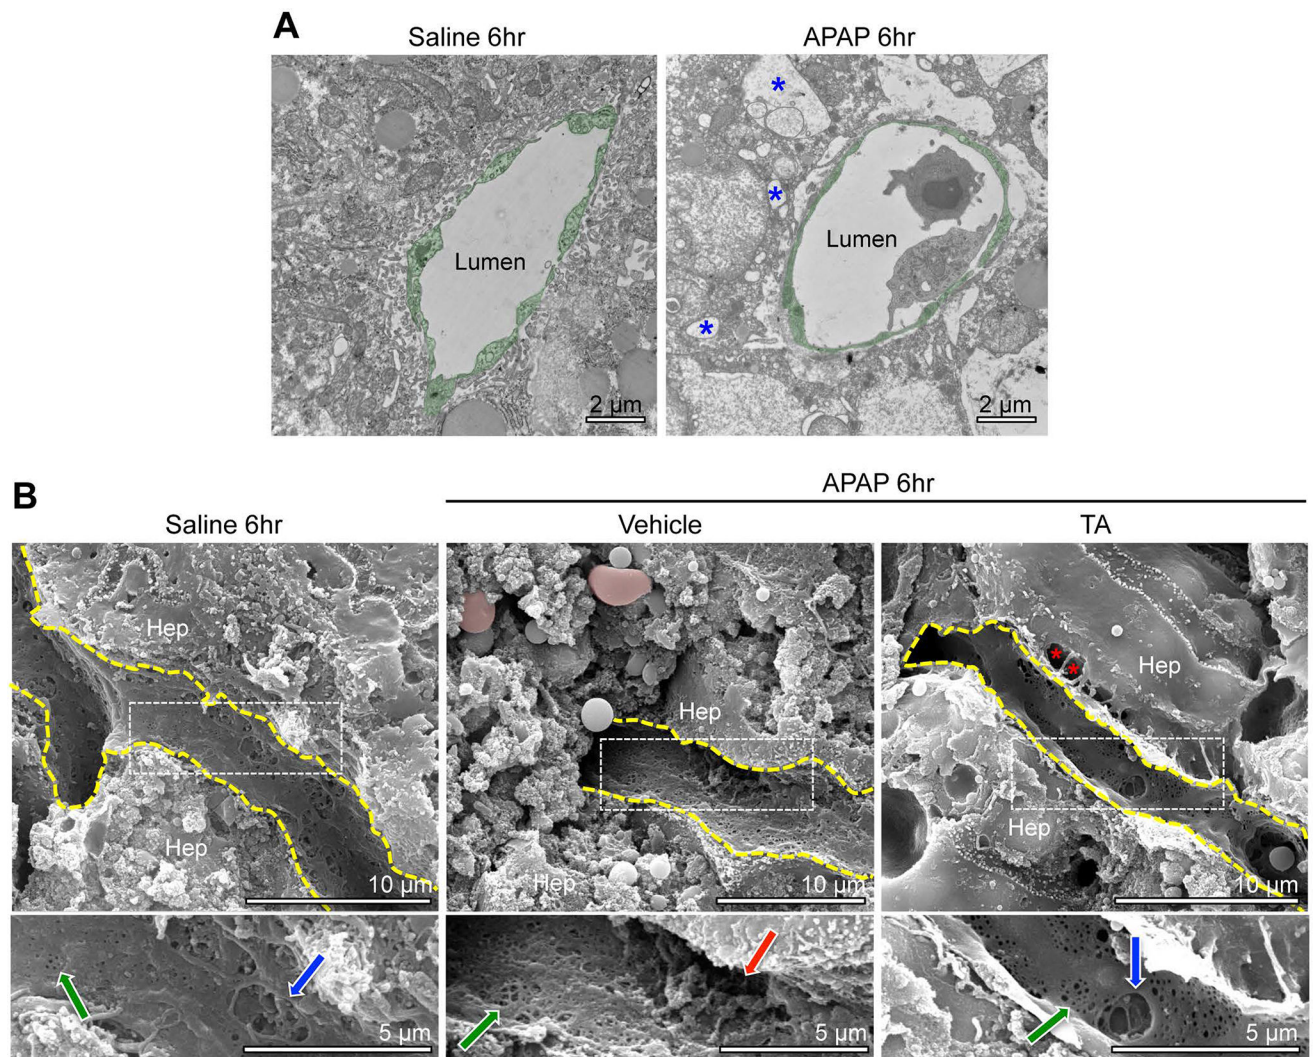 A
Saline 6hr
APAP 6hr
*
*
Lumen
Lumen
*
2 µm
2 µm
B
APAP 6hr
Saline 6hr
Vehicle
TA
Hep
* *
Hep
Hep
Hep
Hep
Hep
10 µm
10 µm
10 µm
5 µm
5 µm
5 µm